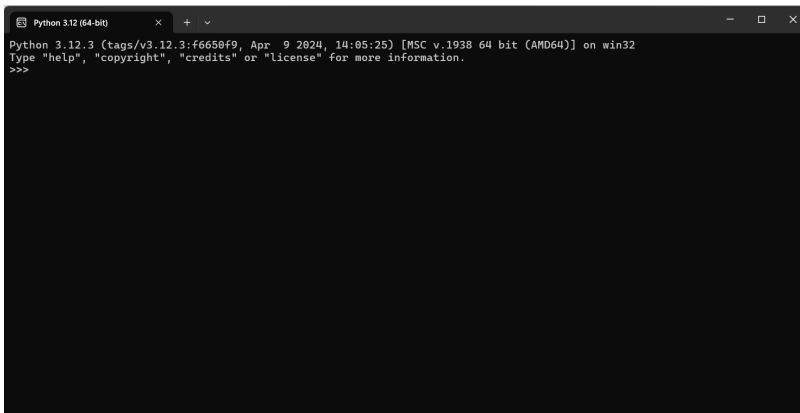 Python 3.12 (64-bit)
Python 3.12.3 (tags/v3.12.3:f6650f9, Apr  9 2024, 14:05:25) [MSC v.1938 64 bit (AMD64)] on win32
Type "help", "copyright", "credits" or "license" for more information.
>>>